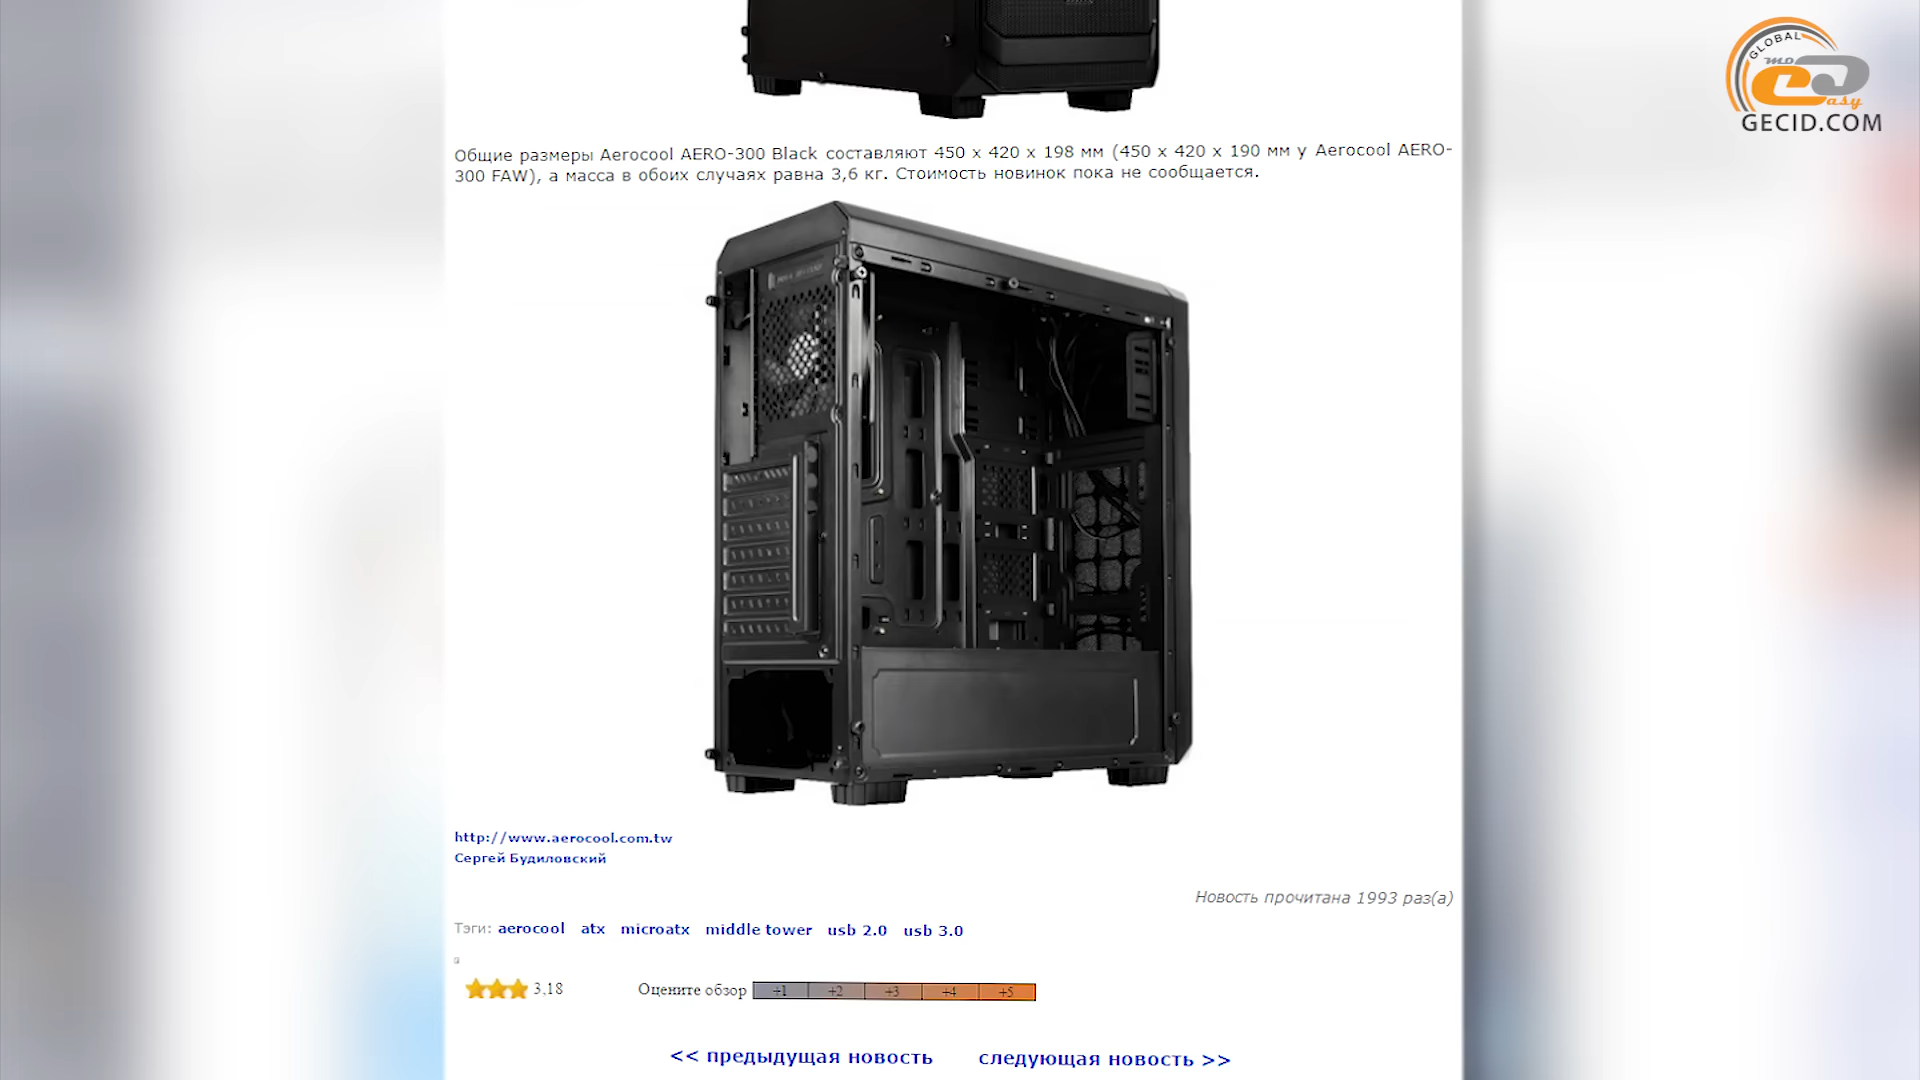 GLOBAL
mo
easy
GECID.COM
Общие размеры Aerocool AERO-300 Black составляют 450 x 420 x 198 мм (450 x 420 x 190 мм у Aerocool AERO-
300 FAW), а масса в обоих случаях равна 3,6 кг. Стоимость новинок пока не сообщается.
http://www.aerocool.com.tw
Сергей Будиловский
Новость прочитана 1993 раз(а)
Тэги: aerocool atx microatx middle tower usb 2.0 usb 3.0
3,18 Оцените обзор +1 +2 +3 +4 +5
<< предыдущая новость следующая новость >>